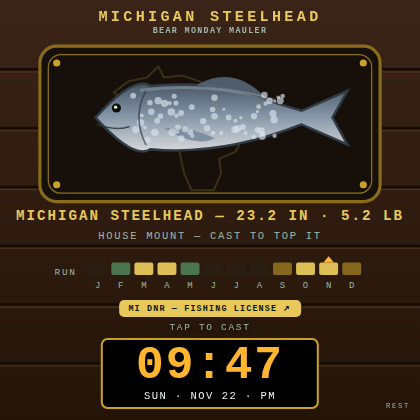 MICHIGAN STEELHEAD
BEAR MONDAY MAULER
MICHIGAN STEELHEAD — 23.2 IN · 5.2 LB
HOUSE MOUNT — CAST TO TOP IT
RUN
J F M A M J J A S O N D
MI DNR — FISHING LICENSE ↗
TAP TO CAST
09:47
SUN · NOV 22 · PM
REST